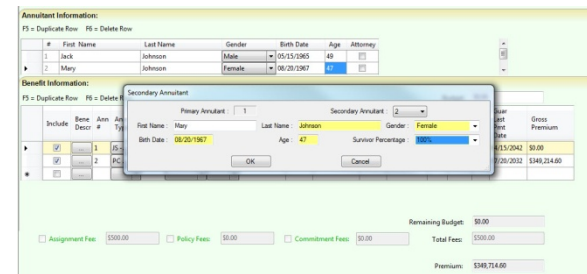 Annuitant Information:
F5 = Duplicate Row F6 = Delete Row
# First Name Last Name Gender Birth Date Age Attorney
1 Jack Johnson Male 05/15/1965 49
2 Mary Johnson Female 08/20/1967 47
Benefit Information:
F5 = Duplicate Row F6 = Delete
Secondary Annuitant
Primary Annuitant : 1 Secondary Annuitant : 2
First Name : Mary Last Name : Johnson Gender : Female
Birth Date : 08/20/1967 Age : 47 Survivor Percentage : 100%
OK Cancel
Include Bene Descr Ann # Last Pmt Date Gross Premium
1 JS 4/15/2042 $0.00
2 PC 7/20/2032 $349,214.60
Remaining Budget: $0.00
Assignment Fee: $500.00 Policy Fees: $0.00 Commitment Fees: $0.00 Total Fees: $500.00
Premium: $349,714.60